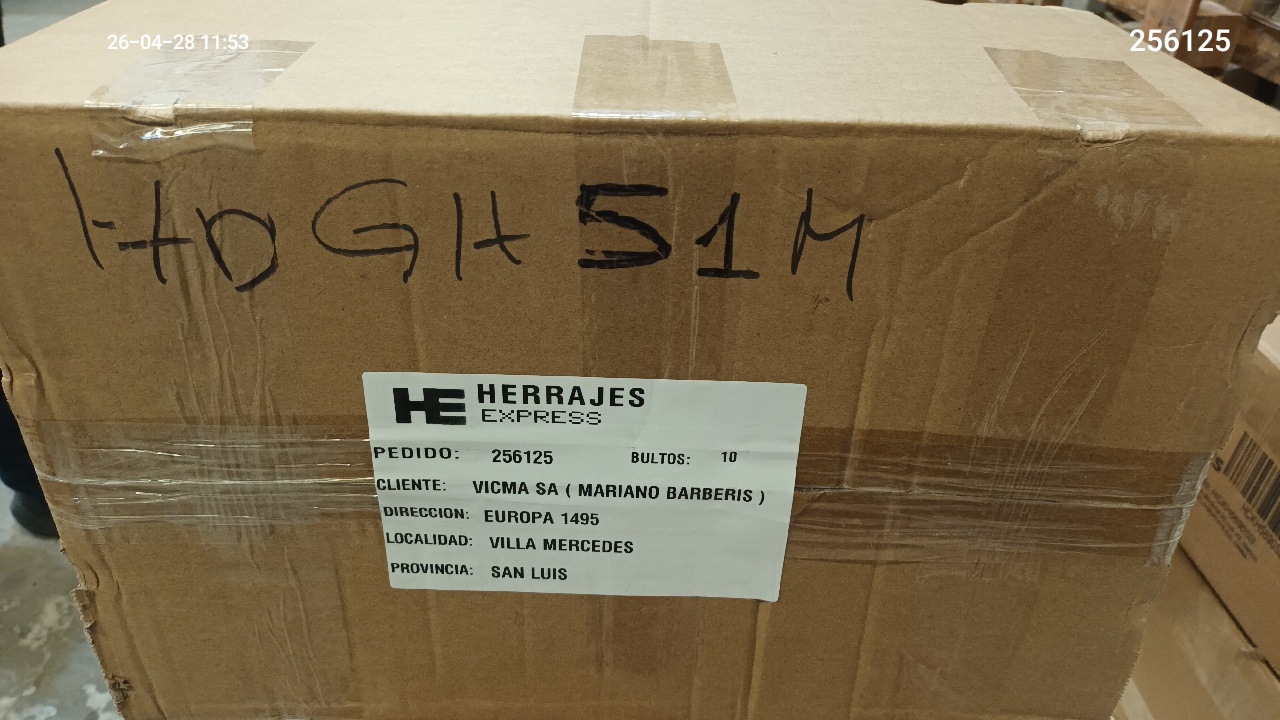 26-04-28 11:53
256125
HDGH51M
HE HERRAJES
EXPRESS
PEDIDO: 256125 BULTOS: 10
CLIENTE: VICMA SA ( MARIANO BARBERIS )
DIRECCION: EUROPA 1495
LOCALIDAD: VILLA MERCEDES
PROVINCIA: SAN LUIS